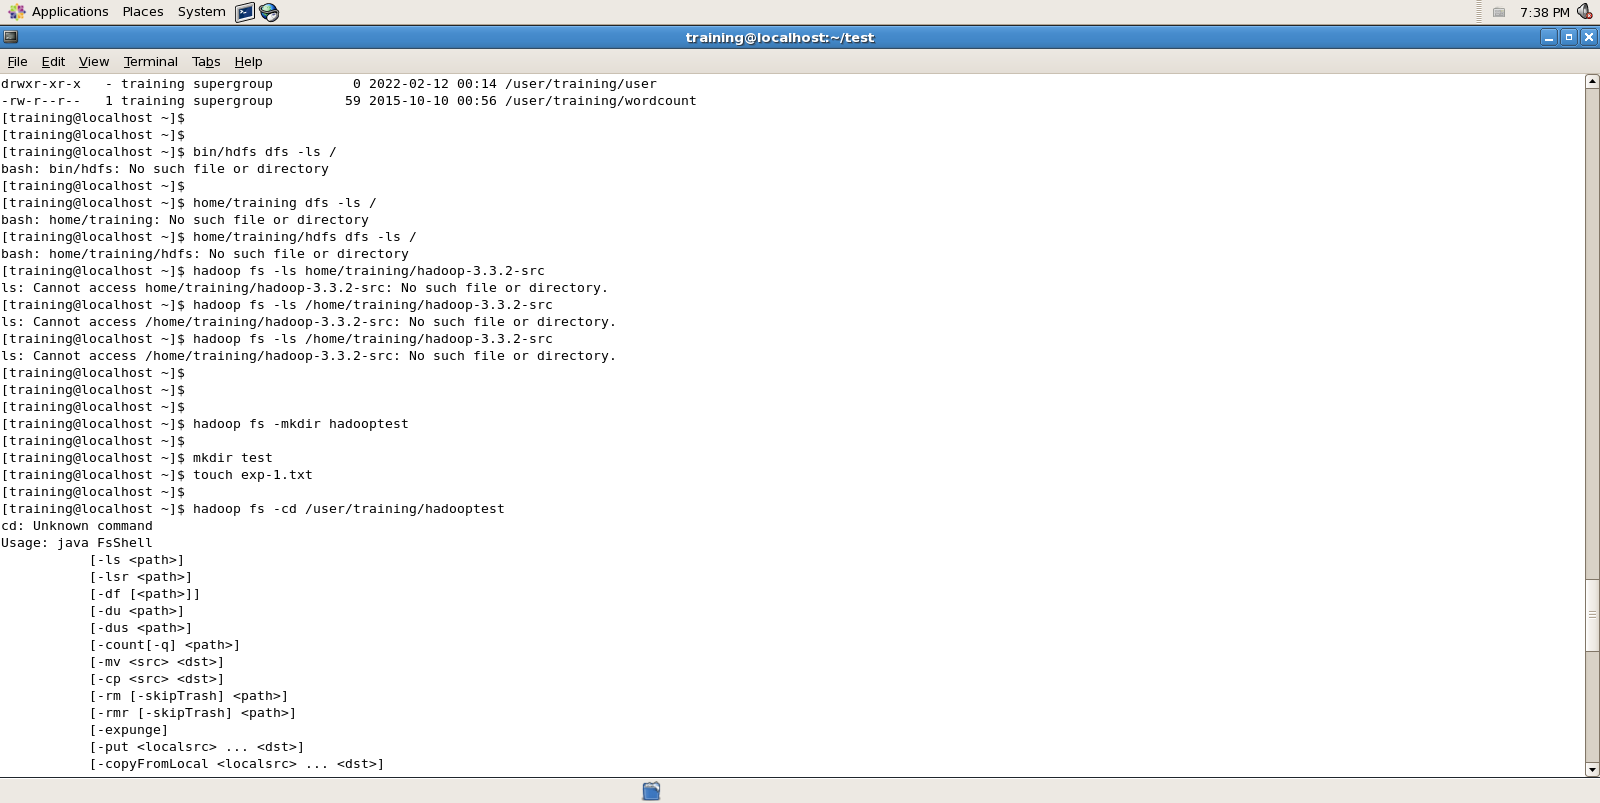 Applications Places System 7:38 PM
training@localhost:~/test
File Edit View Terminal Tabs Help
drwxr-xr-x   - training supergroup          0 2022-02-12 00:14 /user/training/user
-rw-r--r--   1 training supergroup         59 2015-10-10 00:56 /user/training/wordcount
[training@localhost ~]$
[training@localhost ~]$
[training@localhost ~]$ bin/hdfs dfs -ls /
bash: bin/hdfs: No such file or directory
[training@localhost ~]$
[training@localhost ~]$ home/training dfs -ls /
bash: home/training: No such file or directory
[training@localhost ~]$ home/training/hdfs dfs -ls /
bash: home/training/hdfs: No such file or directory
[training@localhost ~]$ hadoop fs -ls home/training/hadoop-3.3.2-src
ls: Cannot access home/training/hadoop-3.3.2-src: No such file or directory.
[training@localhost ~]$ hadoop fs -ls /home/training/hadoop-3.3.2-src
ls: Cannot access /home/training/hadoop-3.3.2-src: No such file or directory.
[training@localhost ~]$ hadoop fs -ls /home/training/hadoop-3.3.2-src
ls: Cannot access /home/training/hadoop-3.3.2-src: No such file or directory.
[training@localhost ~]$
[training@localhost ~]$
[training@localhost ~]$
[training@localhost ~]$ hadoop fs -mkdir hadooptest
[training@localhost ~]$
[training@localhost ~]$ mkdir test
[training@localhost ~]$ touch exp-1.txt
[training@localhost ~]$
[training@localhost ~]$ hadoop fs -cd /user/training/hadooptest
cd: Unknown command
Usage: java FsShell
           [-ls <path>]
           [-lsr <path>]
           [-df [<path>]]
           [-du <path>]
           [-dus <path>]
           [-count[-q] <path>]
           [-mv <src> <dst>]
           [-cp <src> <dst>]
           [-rm [-skipTrash] <path>]
           [-rmr [-skipTrash] <path>]
           [-expunge]
           [-put <localsrc> ... <dst>]
           [-copyFromLocal <localsrc> ... <dst>]